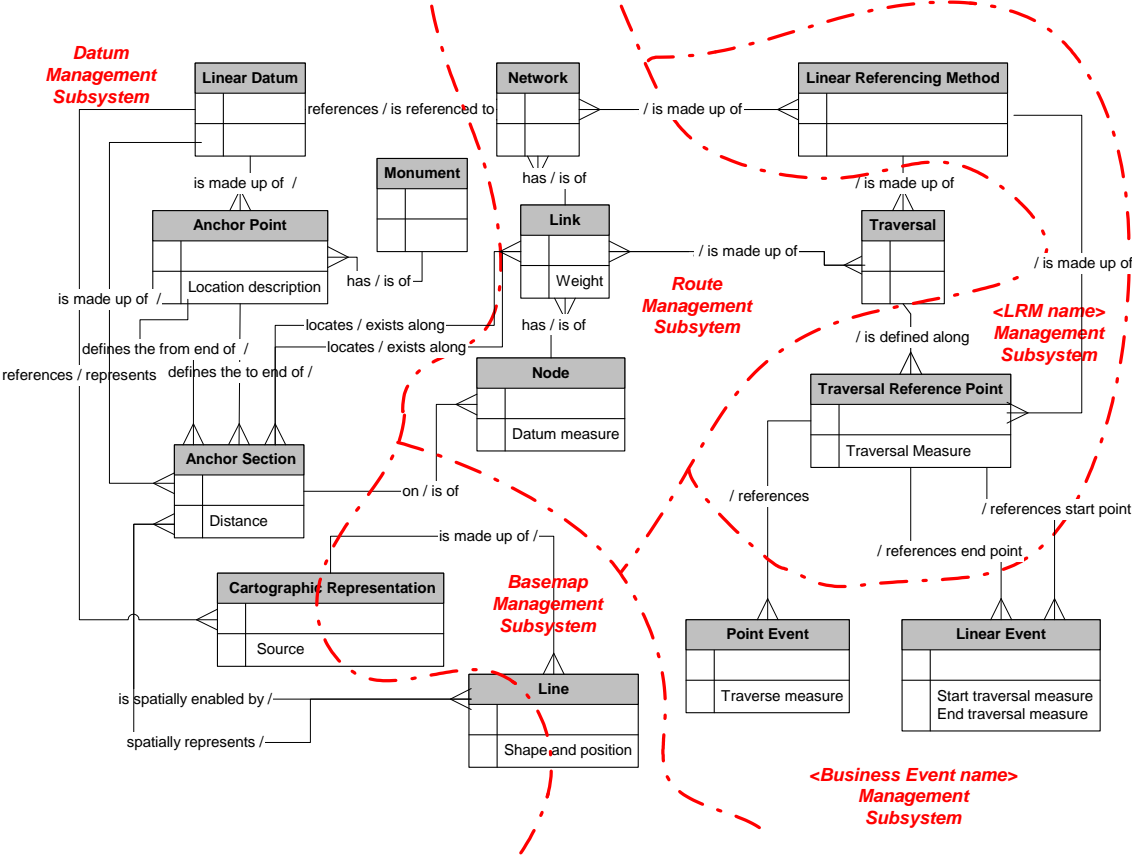 Datum
Management
Subsystem
Linear Datum
references / is referenced to
Network
/ is made up of
Linear Referencing Method
is made up of  /
Monument
has / is of
/ is made up of
Anchor Point
Location description
has / is of
Link
Weight
/ is made up of
Traversal
/ is made up of
is made up of  /
Route
Management
Subsytem
<LRM name>
Management
Subsystem
locates / exists along
has / is of
/ is defined along
defines the from end of  /
locates / exists along
references / represents
defines the to end of /
Node
Datum measure
Traversal Reference Point
Traversal Measure
Anchor Section
Distance
on / is of
/ references
/ references start point
is made up of /
/ references end point
Cartographic Representation
Source
Basemap
Management
Subsystem
Point Event
Traverse measure
Linear Event
Start traversal measure
End traversal measure
Line
Shape and position
is spatially enabled by /
spatially represents /
<Business Event name>
Management
Subsystem